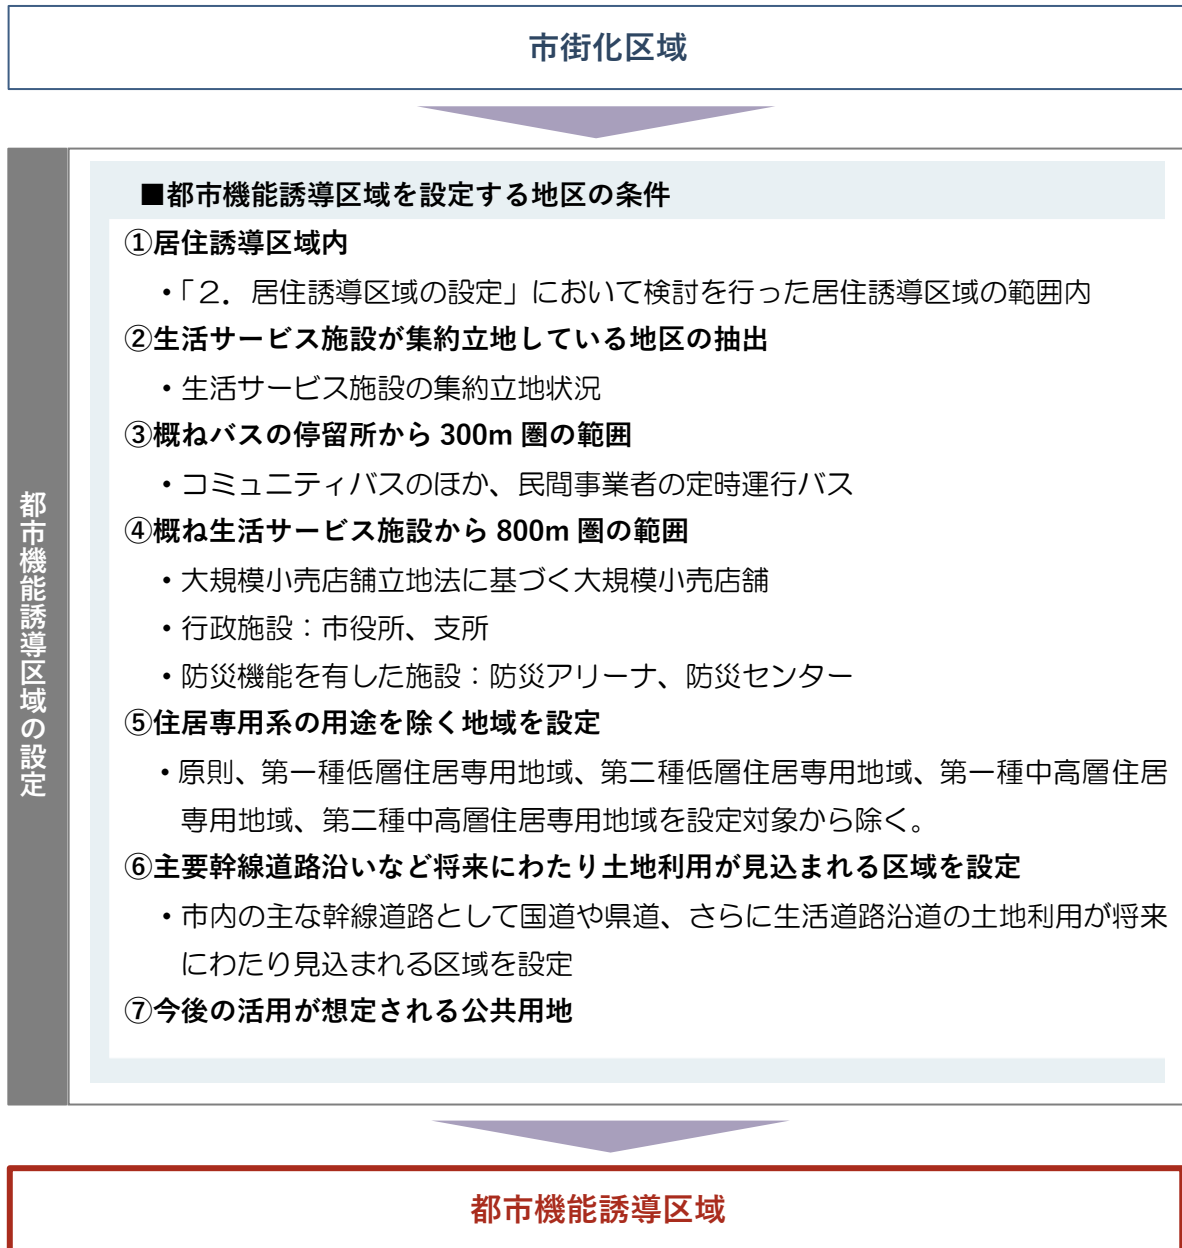 市街化区域
都市機能誘導区域の設定
■都市機能誘導区域を設定する地区の条件
①居住誘導区域内
・「２．居住誘導区域の設定」において検討を行った居住誘導区域の範囲内
②生活サービス施設が集約立地している地区の抽出
・生活サービス施設の集約立地状況
③概ねバスの停留所から 300m 圏の範囲
・コミュニティバスのほか、民間事業者の定時運行バス
④概ね生活サービス施設から 800m 圏の範囲
・大規模小売店舗立地法に基づく大規模小売店舗
・行政施設：市役所、支所
・防災機能を有した施設：防災アリーナ、防災センター
⑤住居専用系の用途を除く地域を設定
・原則、第一種低層住居専用地域、第二種低層住居専用地域、第一種中高層住居
専用地域、第二種中高層住居専用地域を設定対象から除く。
⑥主要幹線道路沿いなど将来にわたり土地利用が見込まれる区域を設定
・市内の主な幹線道路として国道や県道、さらに生活道路沿道の土地利用が将来
にわたり見込まれる区域を設定
⑦今後の活用が想定される公共用地
都市機能誘導区域